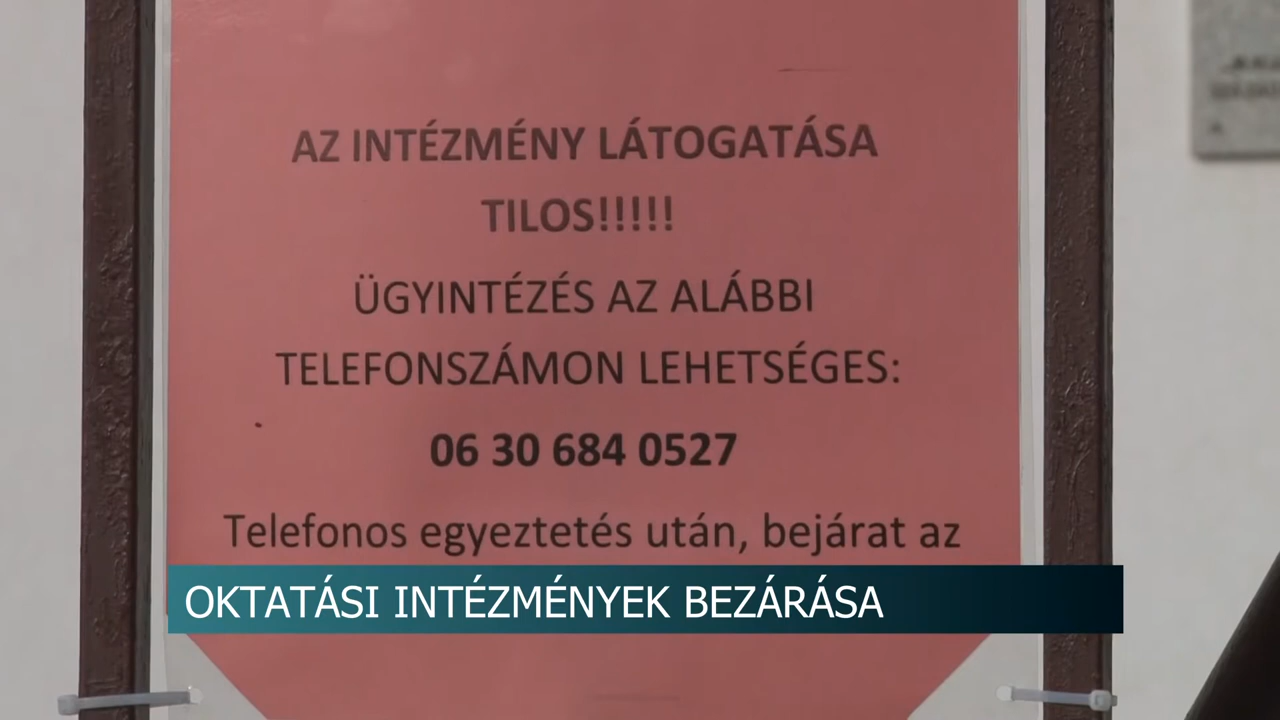 AZ INTÉZMÉNY LÁTOGATÁSA
TILOS!!!!!
ÜGYINTÉZÉS AZ ALÁBBI
TELEFONSZÁMON LEHETSÉGES:
06 30 684 0527
Telefonos egyeztetés után, bejárat az
OKTATÁSI INTÉZMÉNYEK BEZÁRÁSA